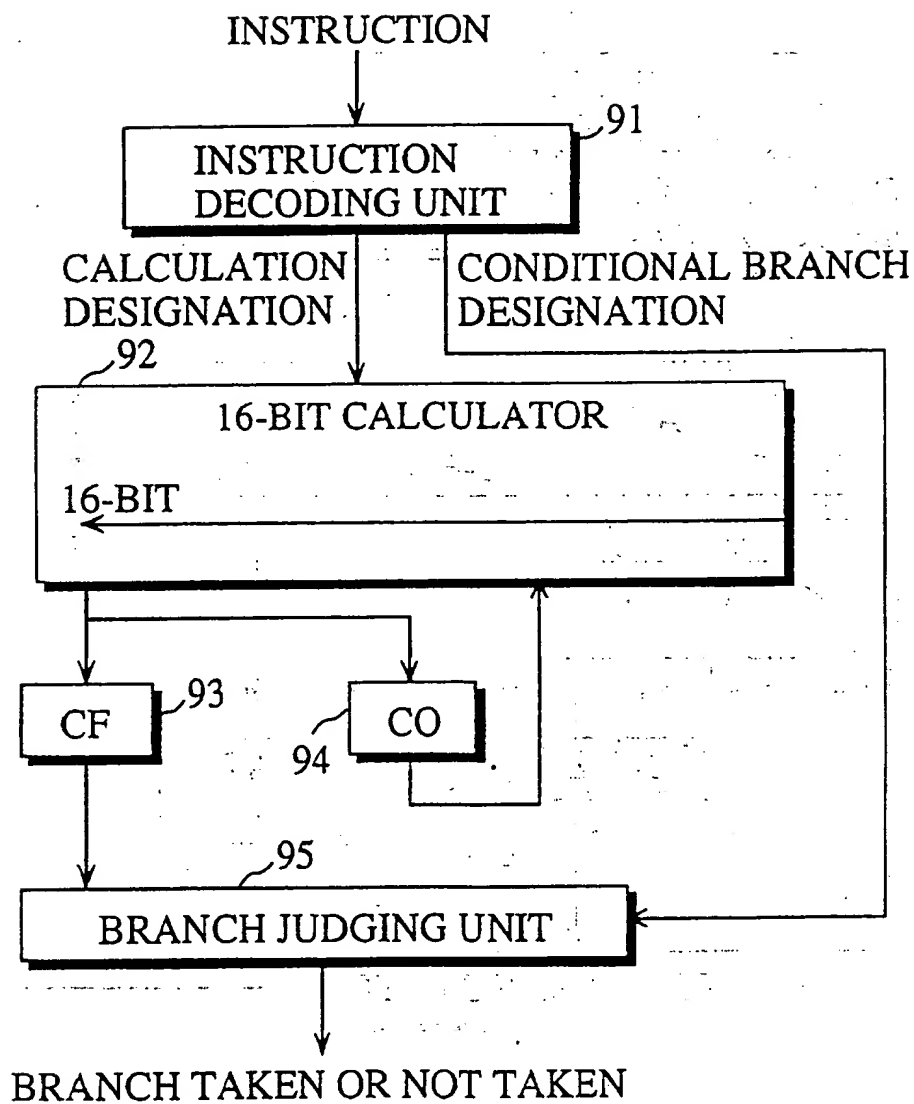 INSTRUCTION
91
INSTRUCTION
DECODING UNIT
CALCULATION
DESIGNATION
CONDITIONAL BRANCH
DESIGNATION
92
16-BIT CALCULATOR
16-BIT
CF
93
CO
94
95
BRANCH JUDGING UNIT
BRANCH TAKEN OR NOT TAKEN